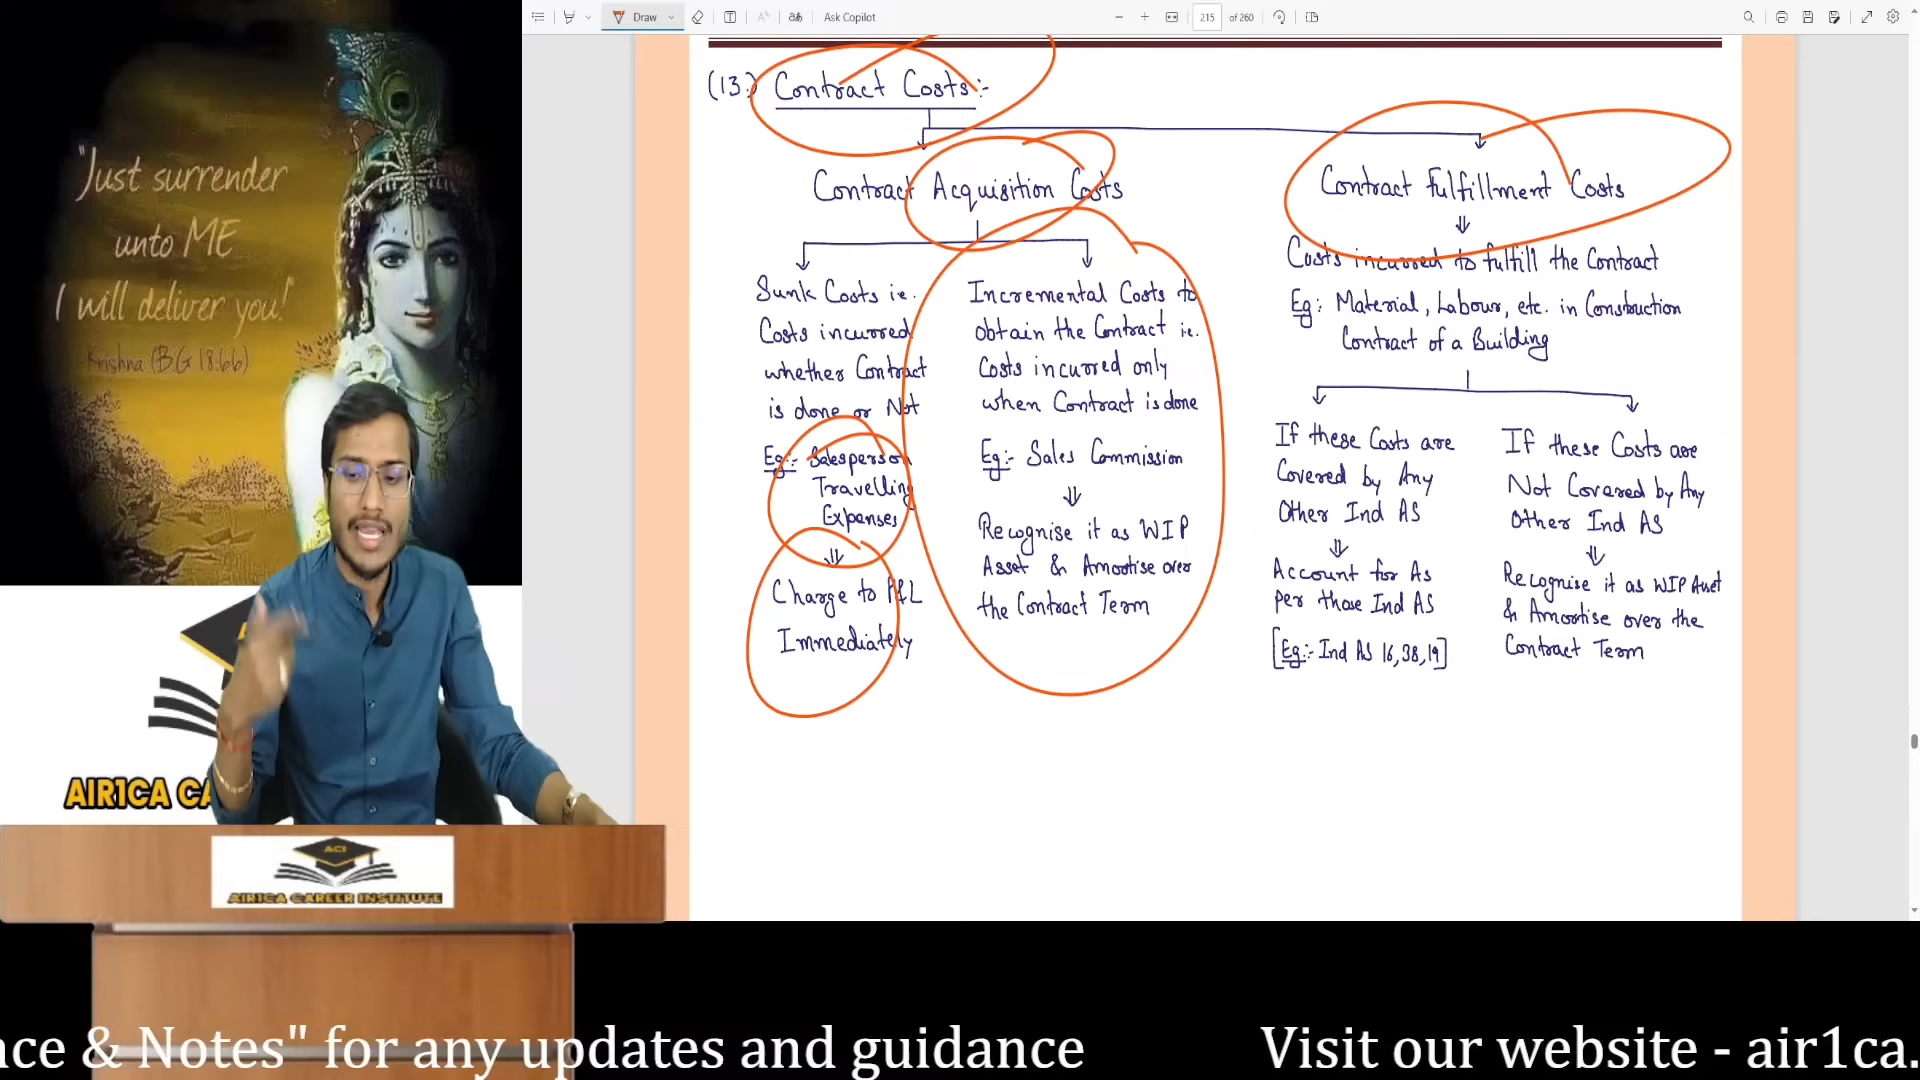 "Just surrender
unto ME
I will deliver you!"
Krishna (B.G 18.66)
Draw
Ask Copilot
215
of 260
(13.) Contract Costs :-
Contract Acquisition Costs
Contract Fulfillment Costs
Costs incurred to fulfill the Contract
Eg: Material, Labour, etc. in Construction
Contract of a Building
Sunk Costs ie.
Costs incurred
whether Contract
is done or Not
Eg:- Salesperson
Travelling
Expenses
Charge to P&L
Immediately
Incremental Costs to
obtain the Contract ie.
Costs incurred only
when Contract is done
Eg:- Sales Commission
Recognise it as WIP
Asset & Amortise over
the Contract Term
If these Costs are
Covered by Any
Other Ind AS
Account for As
per those Ind AS
[Eg:- Ind AS 16,38,19]
If these Costs are
Not Covered by Any
Other Ind AS
Recognise it as WIP Asset
& Amortise over the
Contract Term
AIR1CA CA
ACI
AIR1CA CAREER INSTITUTE
nce & Notes" for any updates and guidance
Visit our website - air1ca.